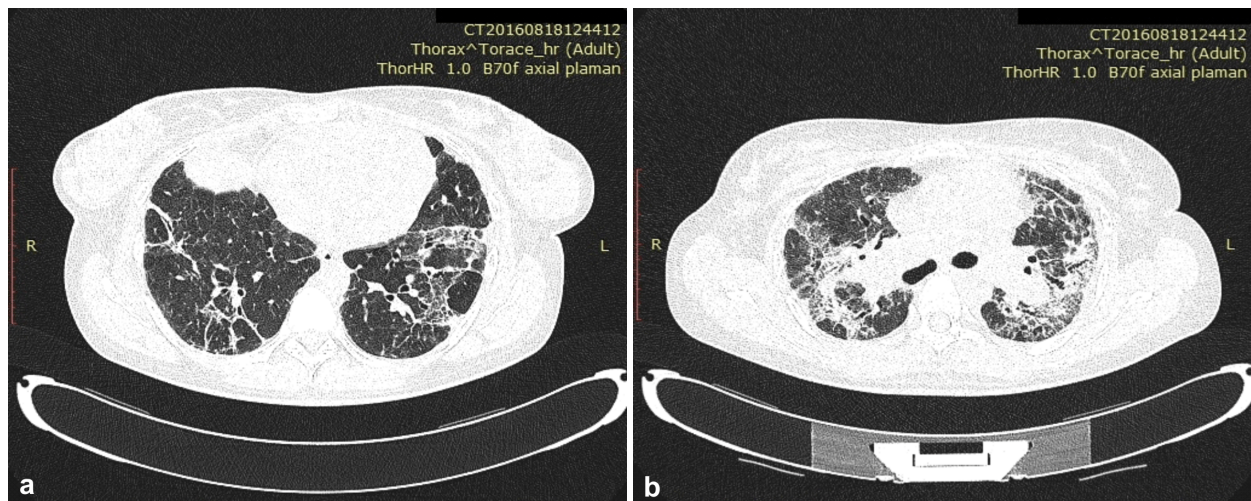 CT20160818124412
Thorax^Torace_hr (Adult)
ThorHR 1.0 B70f axial plaman
R
L
a
CT20160818124412
Thorax^Torace_hr (Adult)
ThorHR 1.0 B70f axial plaman
R
L
b